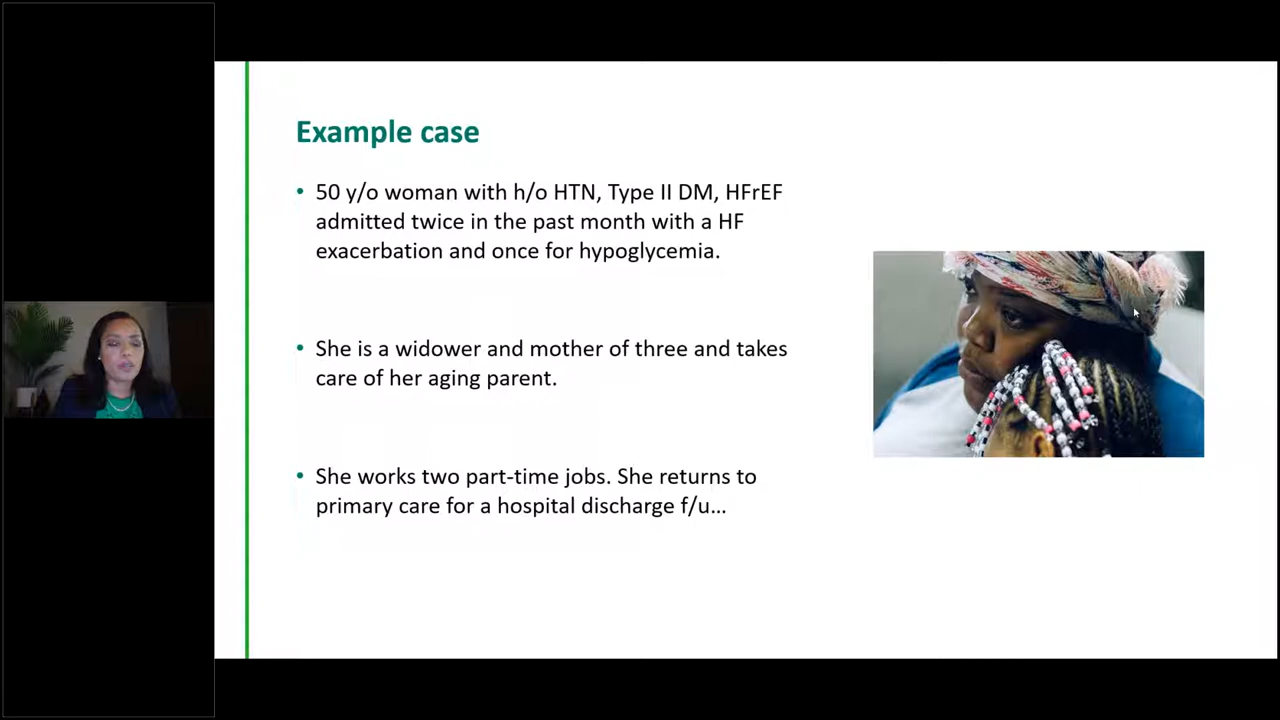 Example case
• 50 y/o woman with h/o HTN, Type II DM, HFrEF
admitted twice in the past month with a HF
exacerbation and once for hypoglycemia.
• She is a widower and mother of three and takes
care of her aging parent.
• She works two part-time jobs. She returns to
primary care for a hospital discharge f/u…